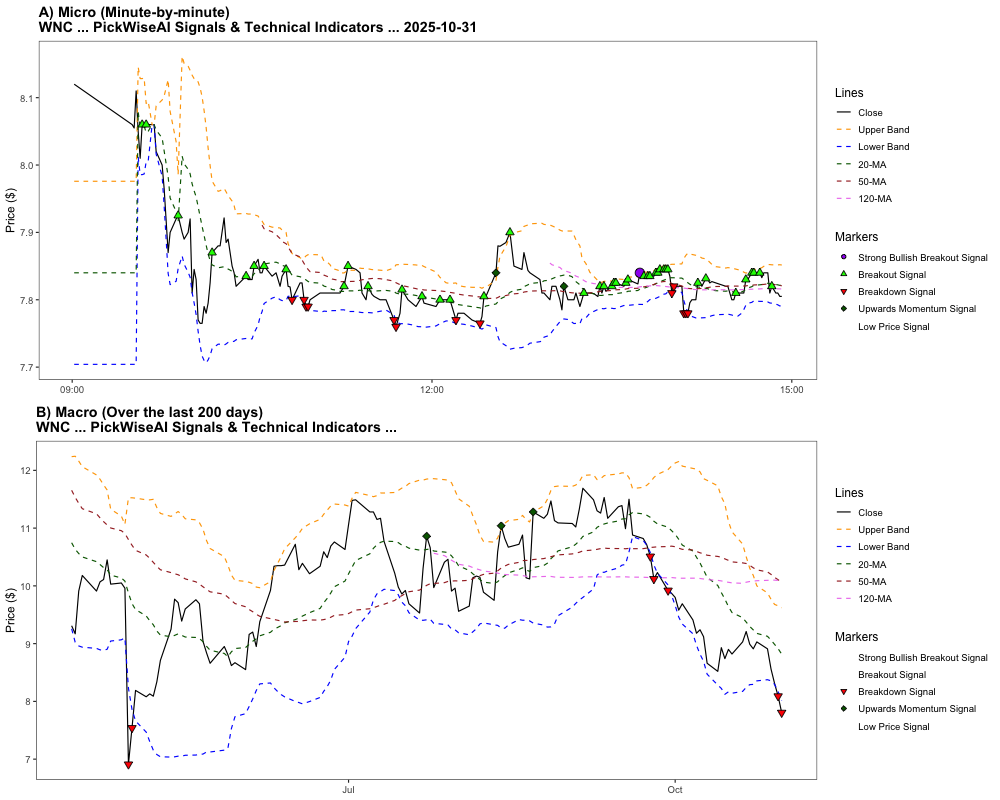 A) Micro (Minute-by-minute)
WNC ... PickWiseAI Signals & Technical Indicators ... 2025-10-31
Price ($)
8.1
8.0
7.9
7.8
7.7
09:00
12:00
15:00
Lines
Close
Upper Band
Lower Band
20-MA
50-MA
120-MA
Markers
Strong Bullish Breakout Signal
Breakout Signal
Breakdown Signal
Upwards Momentum Signal
Low Price Signal
B) Macro (Over the last 200 days)
WNC ... PickWiseAI Signals & Technical Indicators ...
Price ($)
12
11
10
9
8
7
Jul
Oct
Lines
Close
Upper Band
Lower Band
20-MA
50-MA
120-MA
Markers
Strong Bullish Breakout Signal
Breakout Signal
Breakdown Signal
Upwards Momentum Signal
Low Price Signal